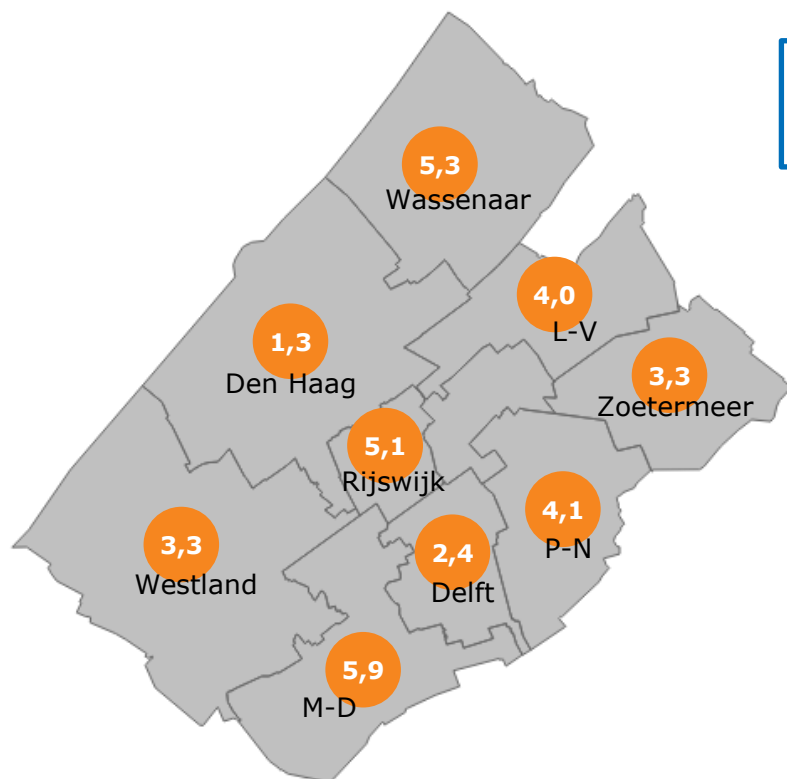 5,3
Wassenaar
4,0
L-V
1,3
Den Haag
3,3
Zoetermeer
5,1
Rijswijk
4,1
P-N
3,3
Westland
2,4
Delft
5,9
M-D